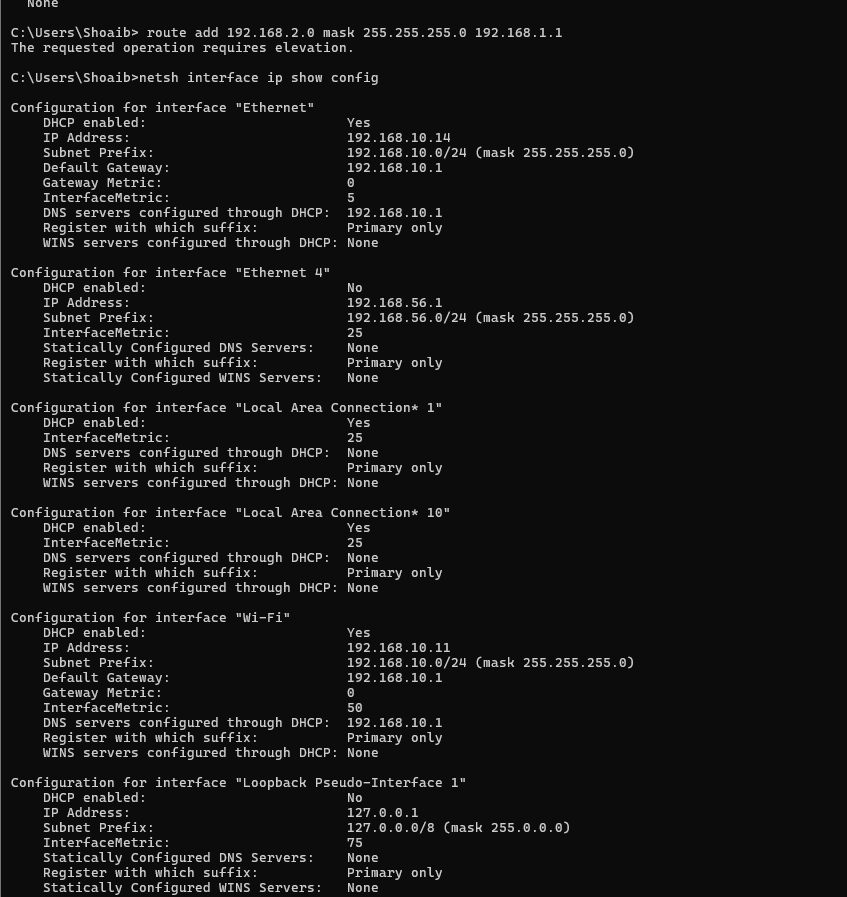 None
C:\Users\Shoaib> route add 192.168.2.0 mask 255.255.255.0 192.168.1.1
The requested operation requires elevation.
C:\Users\Shoaib>netsh interface ip show config
Configuration for interface "Ethernet"
DHCP enabled: Yes
IP Address: 192.168.10.14
Subnet Prefix: 192.168.10.0/24 (mask 255.255.255.0)
Default Gateway: 192.168.10.1
Gateway Metric: 0
InterfaceMetric: 5
DNS servers configured through DHCP: 192.168.10.1
Register with which suffix: Primary only
WINS servers configured through DHCP: None
Configuration for interface "Ethernet 4"
DHCP enabled: No
IP Address: 192.168.56.1
Subnet Prefix: 192.168.56.0/24 (mask 255.255.255.0)
InterfaceMetric: 25
Statically Configured DNS Servers: None
Register with which suffix: Primary only
Statically Configured WINS Servers: None
Configuration for interface "Local Area Connection* 1"
DHCP enabled: Yes
InterfaceMetric: 25
DNS servers configured through DHCP: None
Register with which suffix: Primary only
WINS servers configured through DHCP: None
Configuration for interface "Local Area Connection* 10"
DHCP enabled: Yes
InterfaceMetric: 25
DNS servers configured through DHCP: None
Register with which suffix: Primary only
WINS servers configured through DHCP: None
Configuration for interface "Wi-Fi"
DHCP enabled: Yes
IP Address: 192.168.10.11
Subnet Prefix: 192.168.10.0/24 (mask 255.255.255.0)
Default Gateway: 192.168.10.1
Gateway Metric: 0
InterfaceMetric: 50
DNS servers configured through DHCP: 192.168.10.1
Register with which suffix: Primary only
WINS servers configured through DHCP: None
Configuration for interface "Loopback Pseudo-Interface 1"
DHCP enabled: No
IP Address: 127.0.0.1
Subnet Prefix: 127.0.0.0/8 (mask 255.0.0.0)
InterfaceMetric: 75
Statically Configured DNS Servers: None
Register with which suffix: Primary only
Statically Configured WINS Servers: None